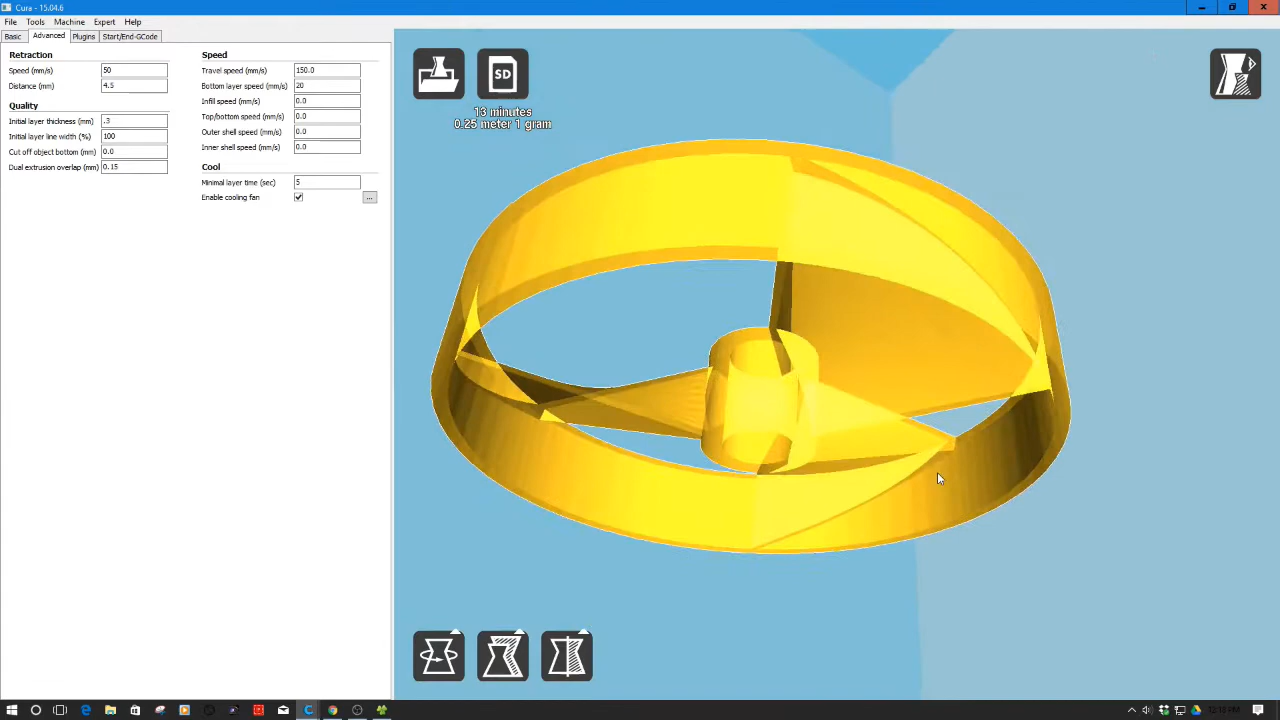 Cura - 15.04.6
File Tools Machine Expert Help
Basic Advanced Plugins Start/End-GCode
Retraction
Speed (mm/s) 50
Distance (mm) 4.5
Quality
Initial layer thickness (mm) .3
Initial layer line width (%) 100
Cut off object bottom (mm) 0.0
Dual extrusion overlap (mm) 0.15
Speed
Travel speed (mm/s) 150.0
Bottom layer speed (mm/s) 20
Infill speed (mm/s) 0.0
Top/bottom speed (mm/s) 0.0
Outer shell speed (mm/s) 0.0
Inner shell speed (mm/s) 0.0
Cool
Minimal layer time (sec) 5
Enable cooling fan ...
SD
13 minutes
0.25 meter 1 gram